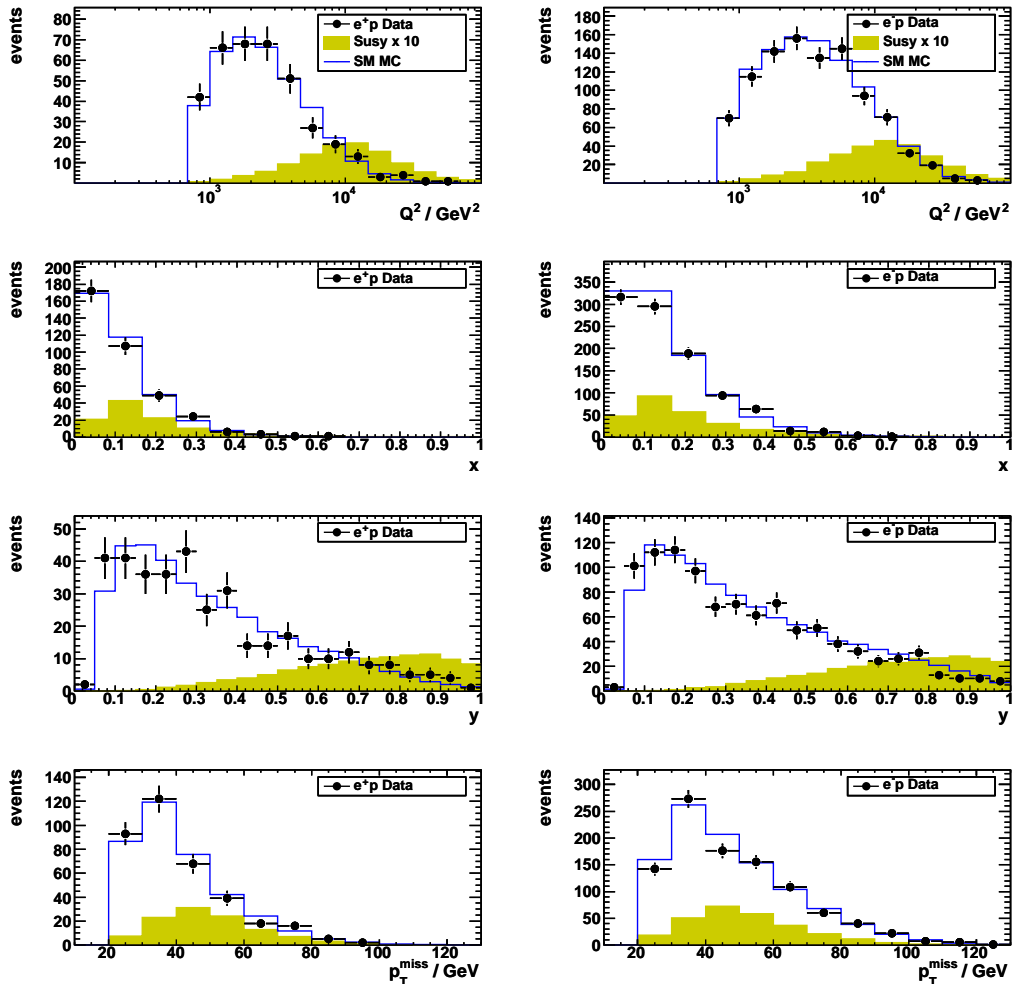 events
70
60
50
40
30
20
10
e⁺p Data
Susy x 10
SM MC
10³
10⁴
Q² / GeV²
events
180
160
140
120
100
80
60
40
20
e⁻p Data
Susy x 10
SM MC
10³
10⁴
Q² / GeV²
events
200
180
160
140
120
100
80
60
40
20
0
e⁺p Data
0 0.1 0.2 0.3 0.4 0.5 0.6 0.7 0.8 0.9 1
x
events
350
300
250
200
150
100
50
0
e⁻p Data
0 0.1 0.2 0.3 0.4 0.5 0.6 0.7 0.8 0.9 1
x
events
50
40
30
20
10
0
e⁺p Data
0 0.1 0.2 0.3 0.4 0.5 0.6 0.7 0.8 0.9 1
y
events
140
120
100
80
60
40
20
0
e⁻p Data
0 0.1 0.2 0.3 0.4 0.5 0.6 0.7 0.8 0.9 1
y
events
140
120
100
80
60
40
20
0
e⁺p Data
20 40 60 80 100 120
p_T^miss / GeV
events
300
250
200
150
100
50
0
e⁻p Data
20 40 60 80 100 120
p_T^miss / GeV